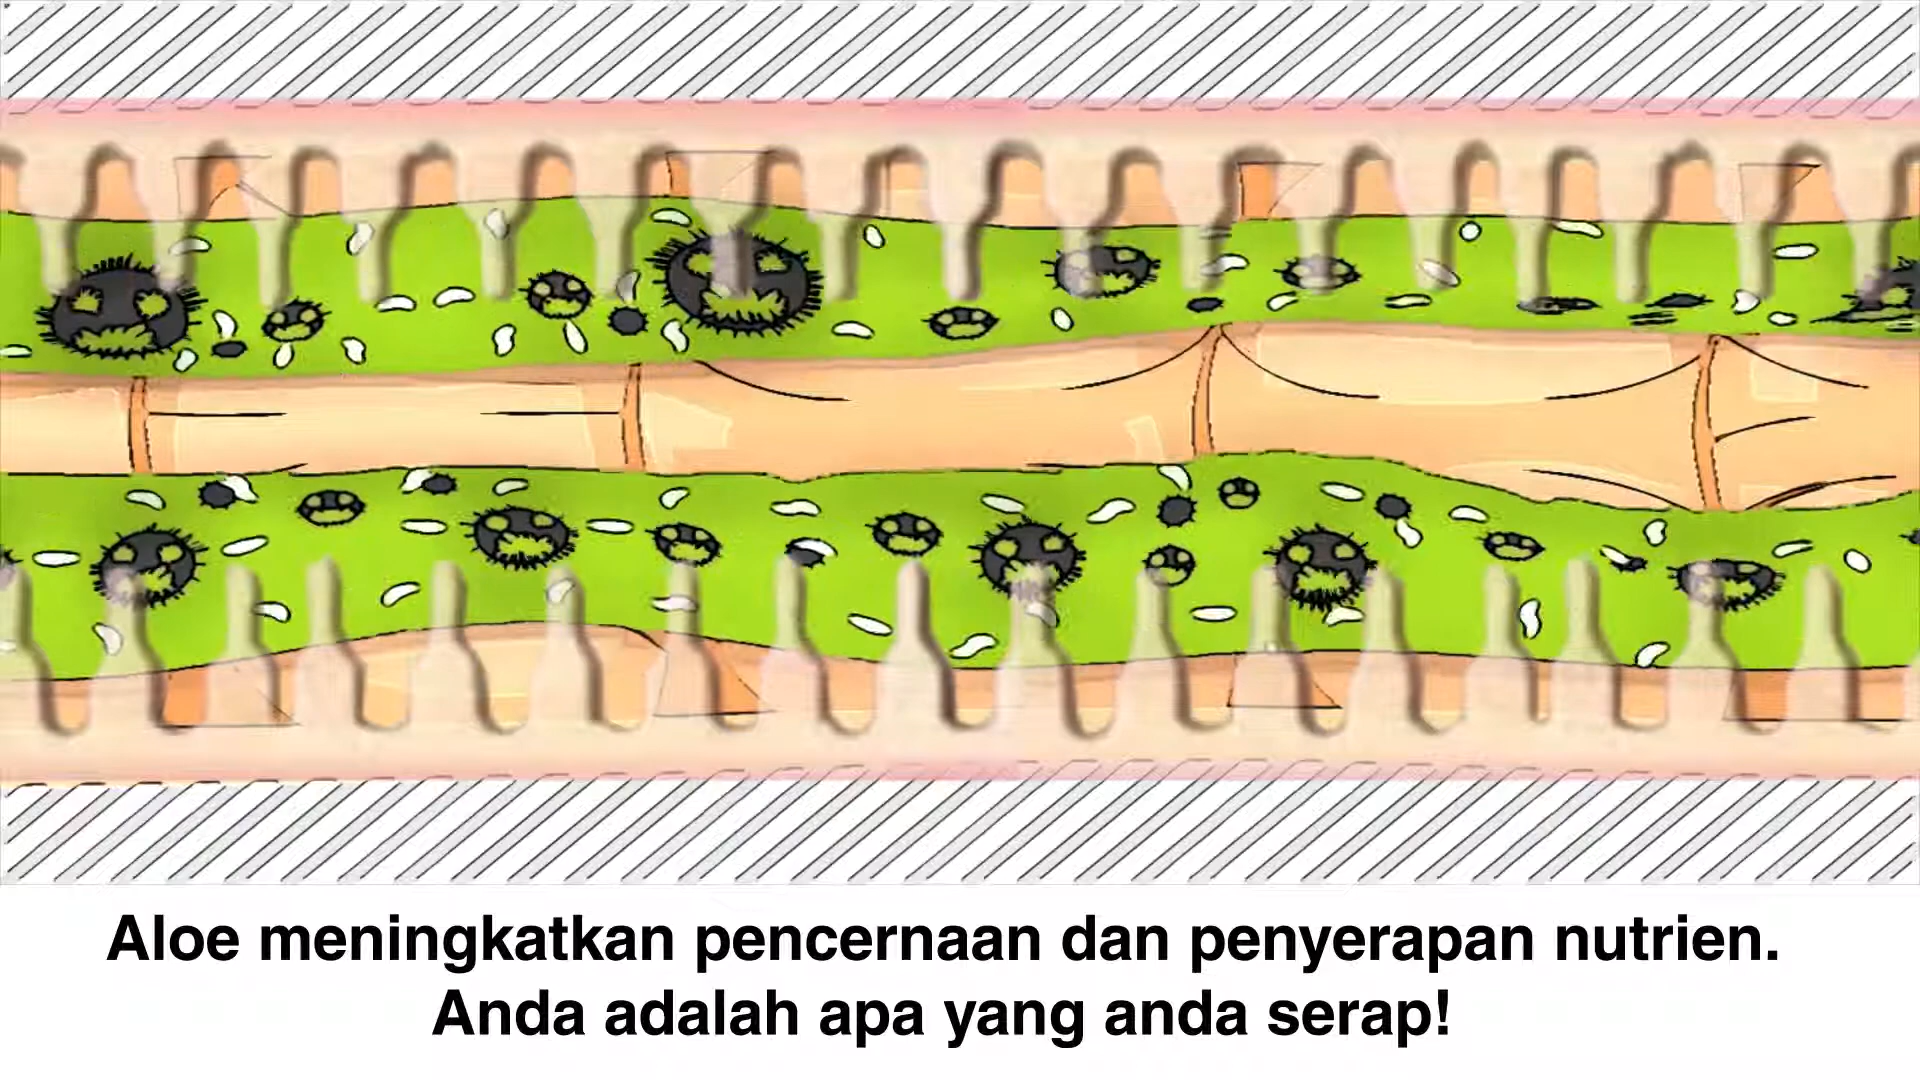 Aloe meningkatkan pencernaan dan penyerapan nutrien.
Anda adalah apa yang anda serap!